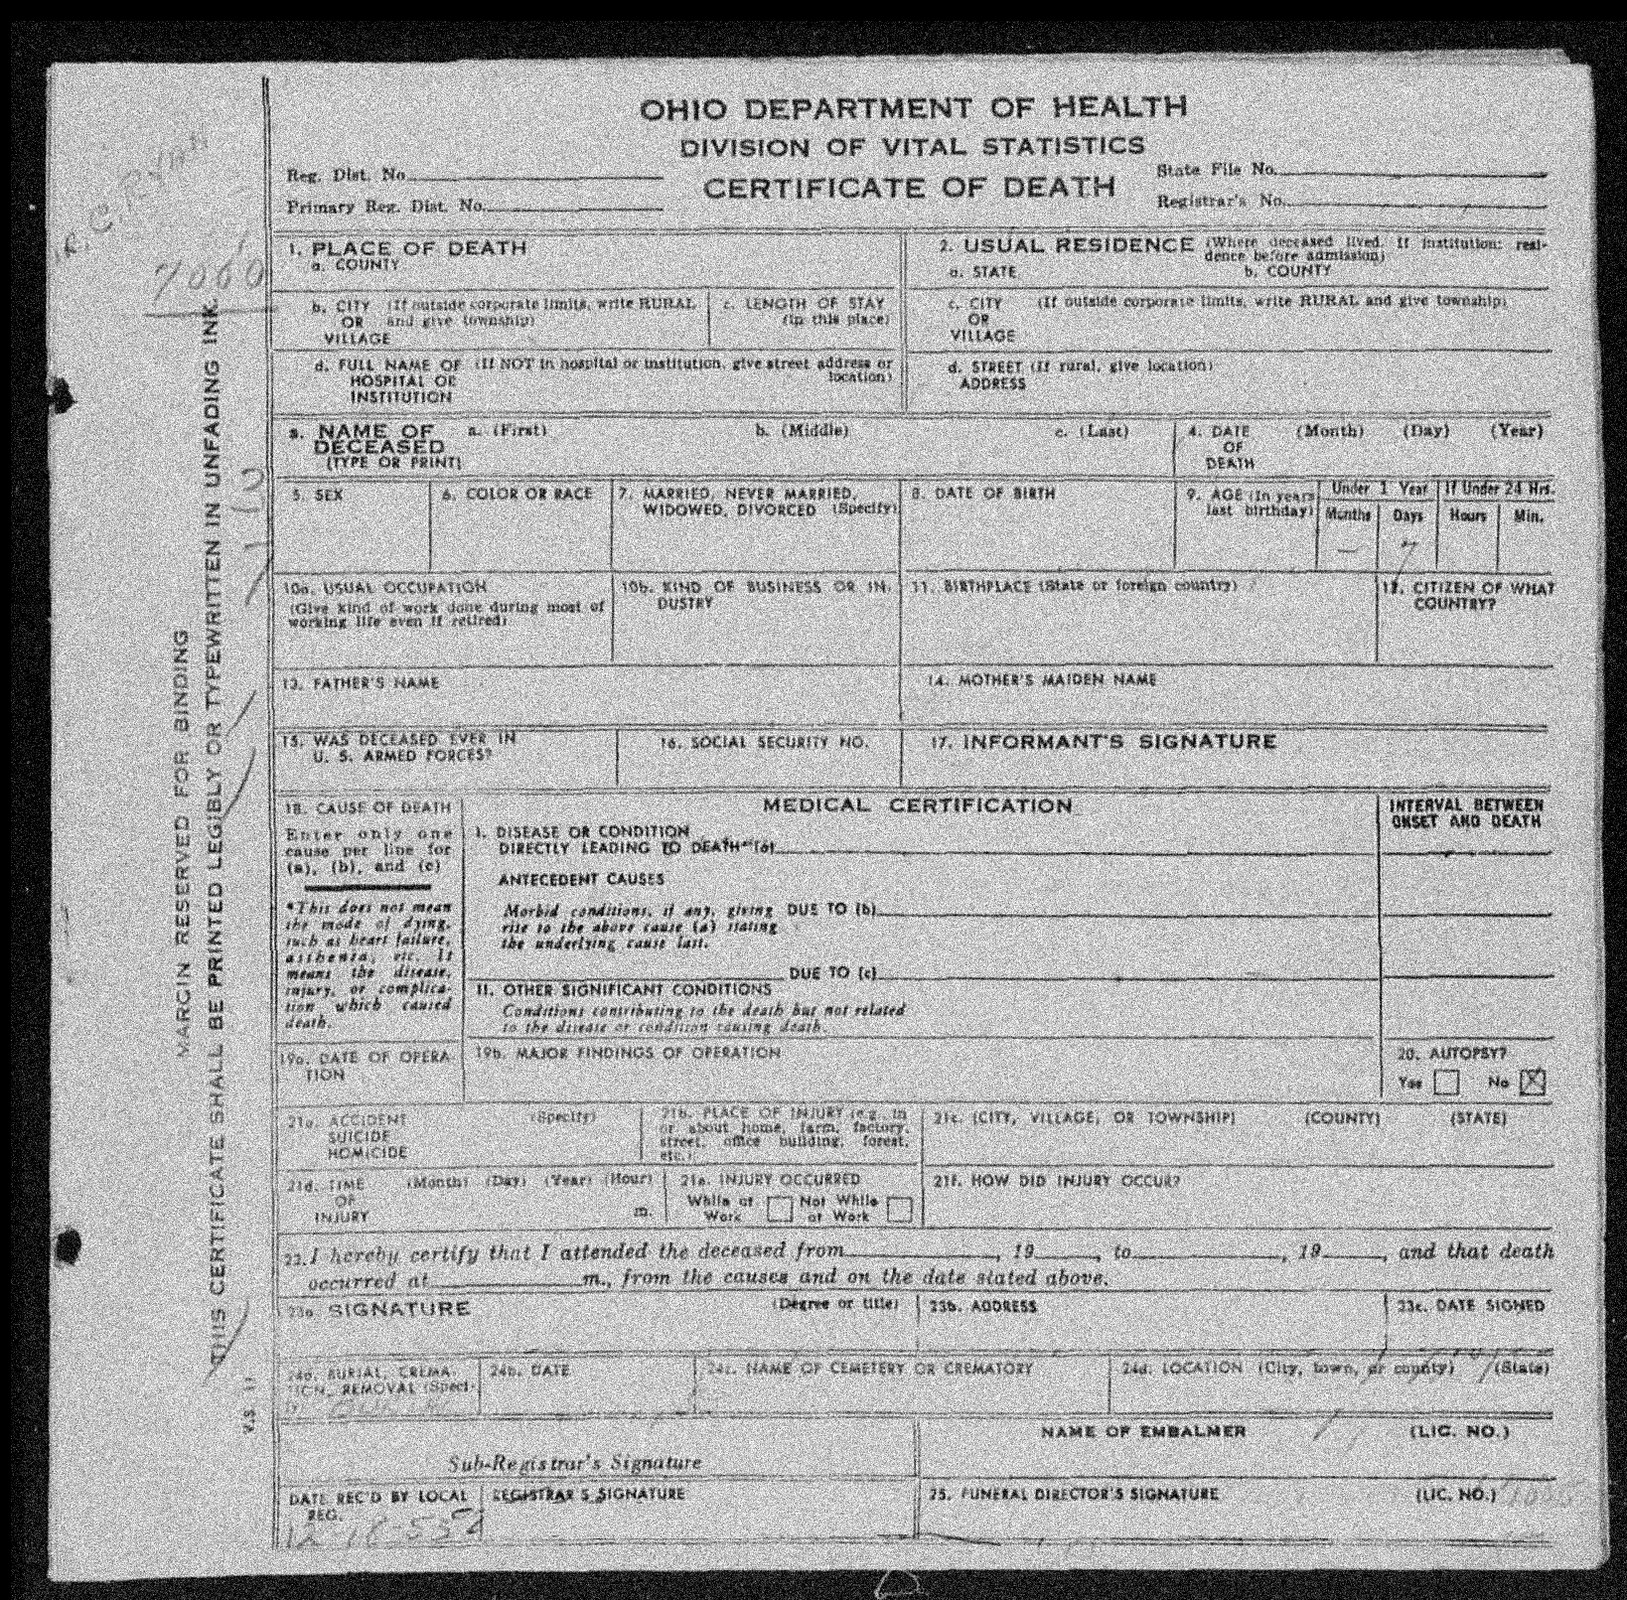 OHIO DEPARTMENT OF HEALTH
DIVISION OF VITAL STATISTICS
CERTIFICATE OF DEATH
Reg. Dist. No.
Primary Reg. Dist. No.
State File No.
Registrar's No.
7060
MARGIN RESERVED FOR BINDING
THIS CERTIFICATE SHALL BE PRINTED LEGIBLY OR TYPEWRITTEN IN UNFADING INK.
1. PLACE OF DEATH
a. COUNTY
b. CITY (If outside corporate limits, write RURAL
OR and give township)
VILLAGE
c. LENGTH OF STAY
(in this place)
d. FULL NAME OF (If NOT in hospital or institution, give street address or
HOSPITAL OR location)
INSTITUTION
2. USUAL RESIDENCE (Where deceased lived. If institution: resi-
dence before admission)
a. STATE b. COUNTY
c. CITY (If outside corporate limits, write RURAL and give township)
OR
VILLAGE
d. STREET (If rural, give location)
ADDRESS
3. NAME OF a. (First) b. (Middle) c. (Last)
DECEASED
(TYPE OR PRINT)
4. DATE (Month) (Day) (Year)
OF
DEATH
5. SEX
6. COLOR OR RACE
7. MARRIED, NEVER MARRIED,
WIDOWED, DIVORCED (Specify)
8. DATE OF BIRTH
9. AGE (In years
last birthday)
Under 1 Year
Months Days
If Under 24 Hrs.
Hours Min.
10a. USUAL OCCUPATION
(Give kind of work done during most of
working life even if retired)
10b. KIND OF BUSINESS OR IN-
DUSTRY
11. BIRTHPLACE (State or foreign country)
12. CITIZEN OF WHAT
COUNTRY?
13. FATHER'S NAME
14. MOTHER'S MAIDEN NAME
15. WAS DECEASED EVER IN
U. S. ARMED FORCES?
16. SOCIAL SECURITY NO.
17. INFORMANT'S SIGNATURE
18. CAUSE OF DEATH
Enter only one
cause per line for
(a), (b), and (c)
*This does not mean
the mode of dying,
such as heart failure,
asthenia, etc. It
means the disease,
injury, or complica-
tion which caused
death.
MEDICAL CERTIFICATION
I. DISEASE OR CONDITION
DIRECTLY LEADING TO DEATH* (a)
ANTECEDENT CAUSES
Morbid conditions, if any, giving DUE TO (b)
rise to the above cause (a) stating
the underlying cause last.
DUE TO (c)
II. OTHER SIGNIFICANT CONDITIONS
Conditions contributing to the death but not related
to the disease or condition causing death.
INTERVAL BETWEEN
ONSET AND DEATH
19a. DATE OF OPERA-
TION
19b. MAJOR FINDINGS OF OPERATION
20. AUTOPSY?
Yes No X
21a. ACCIDENT (Specify)
SUICIDE
HOMICIDE
21b. PLACE OF INJURY (e.g., in
or about home, farm, factory,
street, office building, forest,
etc.)
21c. (CITY, VILLAGE, OR TOWNSHIP) (COUNTY) (STATE)
21d. TIME (Month) (Day) (Year) (Hour)
OF
INJURY m.
21e. INJURY OCCURRED
While at Not While
Work at Work
21f. HOW DID INJURY OCCUR?
22. I hereby certify that I attended the deceased from , 19 , to , 19 , and that death
occurred at m., from the causes and on the date stated above.
23a. SIGNATURE (Degree or title)
23b. ADDRESS
23c. DATE SIGNED
24a. BURIAL, CREMA-
TION, REMOVAL (Speci-
24b. DATE
24c. NAME OF CEMETERY OR CREMATORY
24d. LOCATION (City, town, or county) (State)
V.S. 11
Sub-Registrar's Signature
NAME OF EMBALMER (LIC. NO.)
DATE REC'D BY LOCAL
REG.
REGISTRAR'S SIGNATURE
25. FUNERAL DIRECTOR'S SIGNATURE (LIC. NO.)